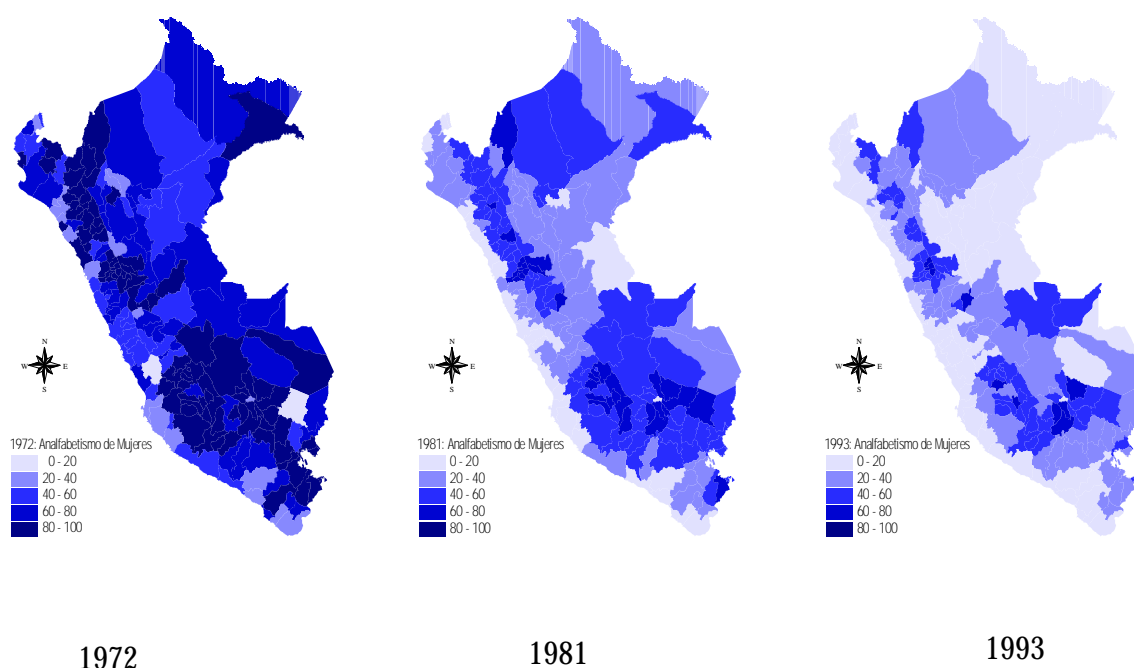 N
W E
S
1972: Analfabetismo de Mujeres
0 - 20
20 - 40
40 - 60
60 - 80
80 - 100
N
W E
S
1981: Analfabetismo de Mujeres
0 - 20
20 - 40
40 - 60
60 - 80
80 - 100
N
W E
S
1993: Analfabetismo de Mujeres
0 - 20
20 - 40
40 - 60
60 - 80
80 - 100
1972
1981
1993